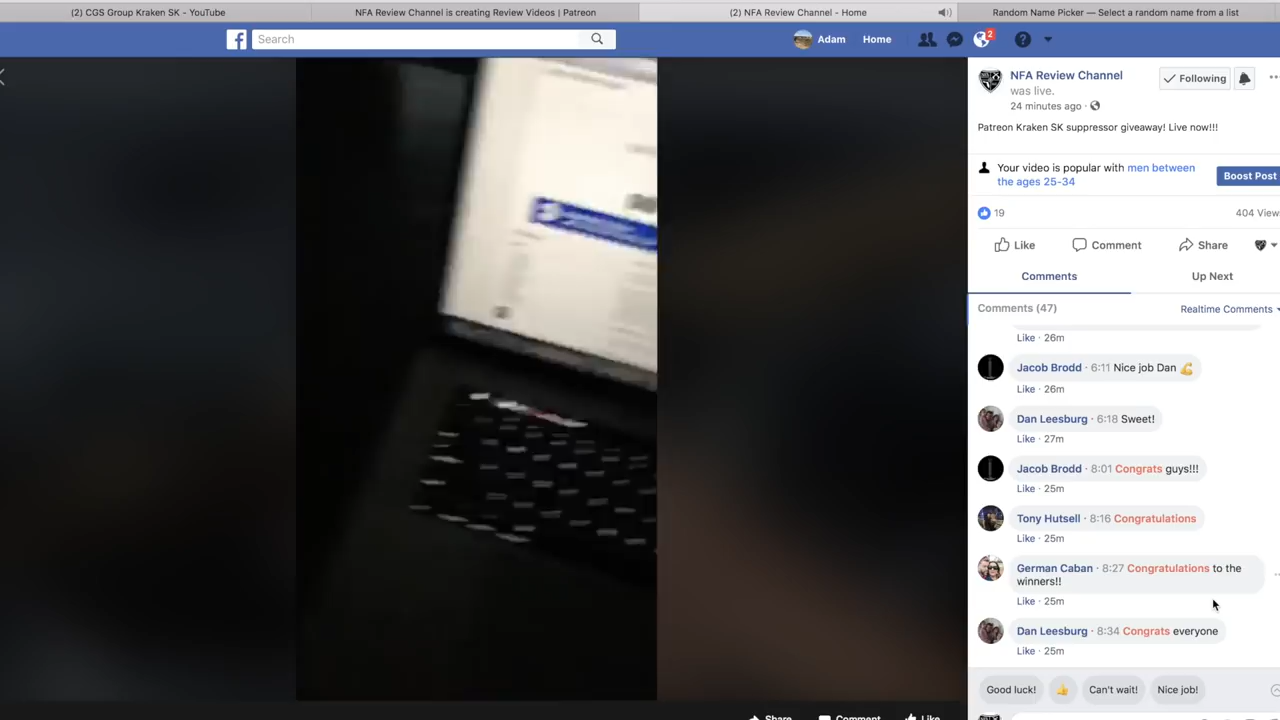 (2) CGS Group Kraken SK - YouTube
NFA Review Channel is creating Review Videos | Patreon
(2) NFA Review Channel - Home
Random Name Picker — Select a random name from a list
Search
Adam
Home
2
NFA Review Channel
was live.
24 minutes ago ·
Following
Patreon Kraken SK suppressor giveaway! Live now!!!
Your video is popular with men between
the ages 25-34
Boost Post
19
404 View
Like
Comment
Share
Comments
Up Next
Comments (47)
Realtime Comments
Like · 26m
Jacob Brodd · 6:11 Nice job Dan 💪
Like · 26m
Dan Leesburg · 6:18 Sweet!
Like · 27m
Jacob Brodd · 8:01 Congrats guys!!!
Like · 25m
Tony Hutsell · 8:16 Congratulations
Like · 25m
German Caban · 8:27 Congratulations to the
winners!!
Like · 25m
Dan Leesburg · 8:34 Congrats everyone
Like · 25m
Good luck!
👍
Can't wait!
Nice job!
Share
Comment
Like